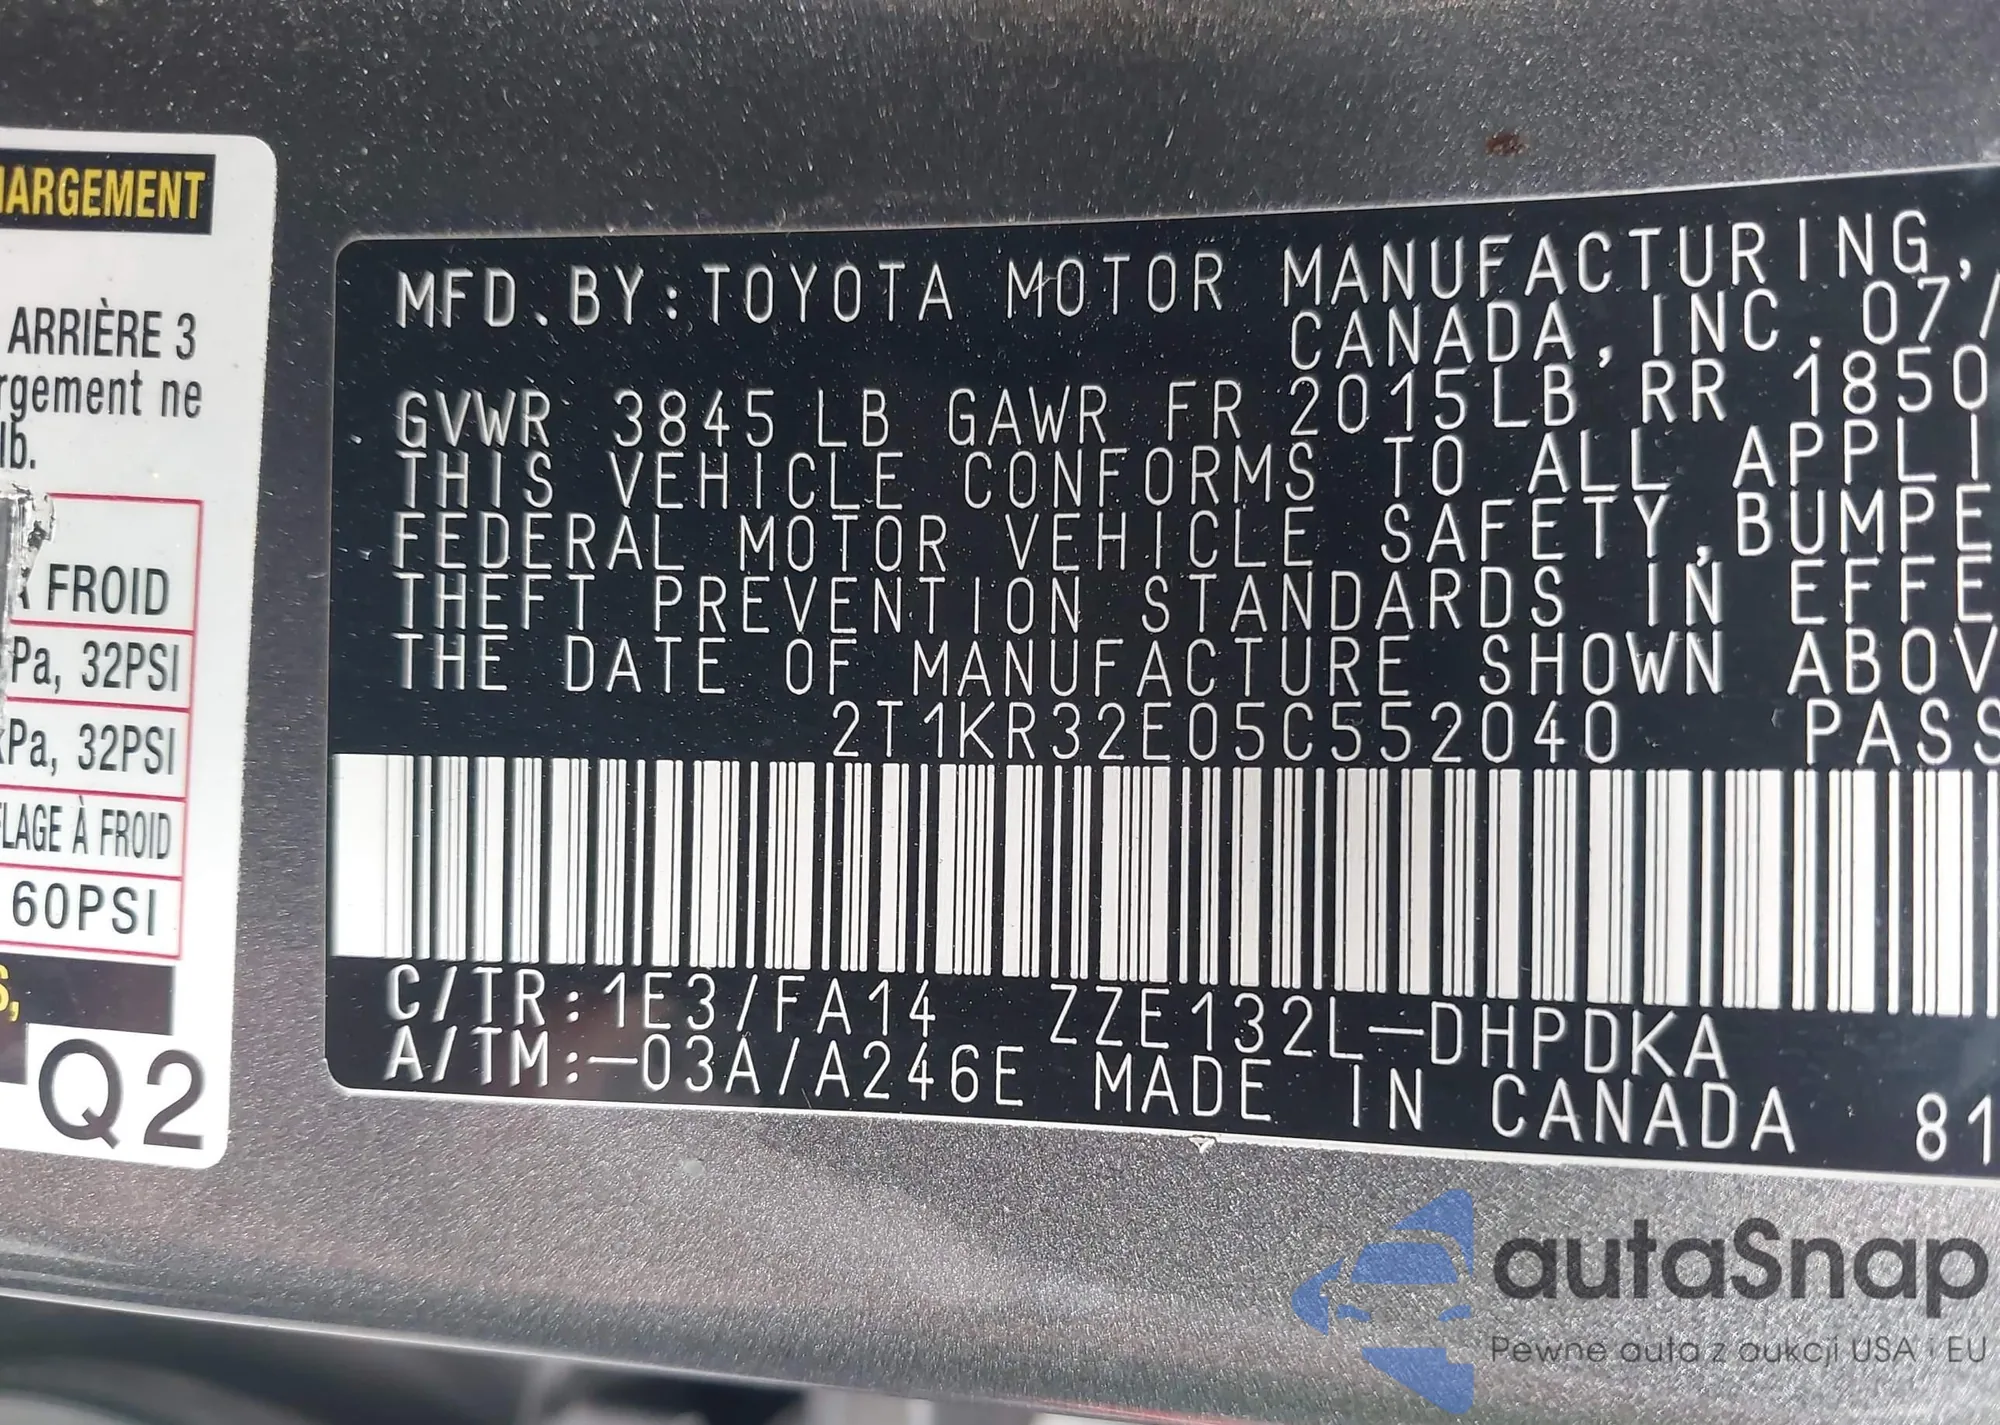 HARGEMENT
ARRIÈRE 3
rgement ne
lb.
À FROID
Pa, 32PSI
kPa, 32PSI
FLAGE À FROID
60PSI
S,
Q2
MFD.BY:TOYOTA MOTOR MANUFACTURING,
CANADA, INC. 07/
GVWR 3845 LB GAWR FR 2015LB RR 1850
THIS VEHICLE CONFORMS TO ALL APPLI
FEDERAL MOTOR VEHICLE SAFETY,BUMPE
THEFT PREVENTION STANDARDS IN EFFE
THE DATE OF MANUFACTURE SHOWN ABOV
2T1KR32E05C552040 PASS
C/TR:1E3/FA14 ZZE132L-DHPDKA
A/TM:-03A/A246E MADE IN CANADA 81
autaSnap
Pewne auta z aukcji USA i EU